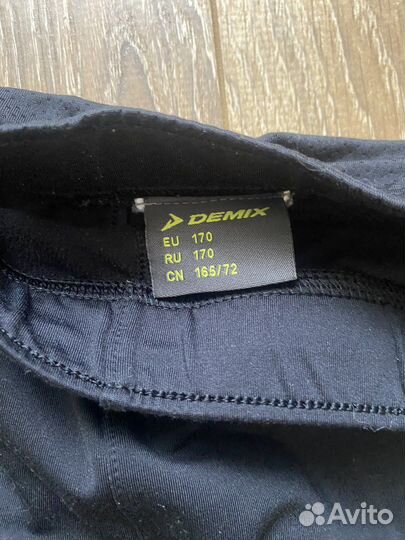 DEMIX
EU 170
RU 170
CN 165/72
Avito